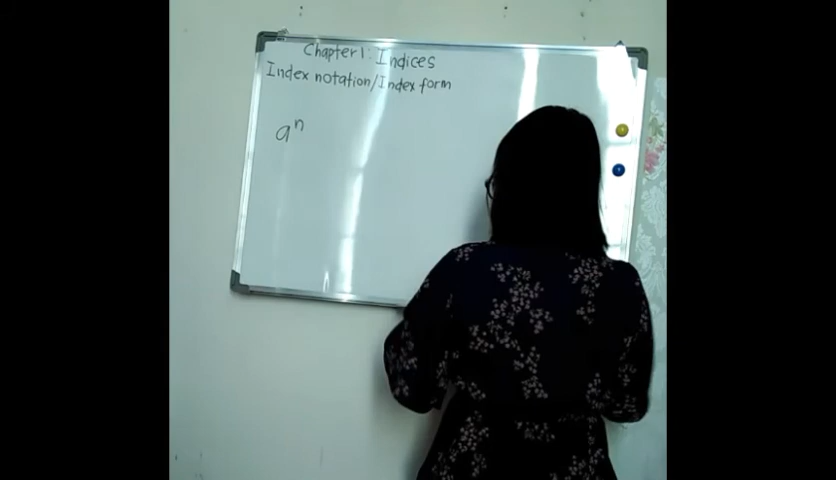 Chapter 1: Indices
Index notation/Index form
aⁿ